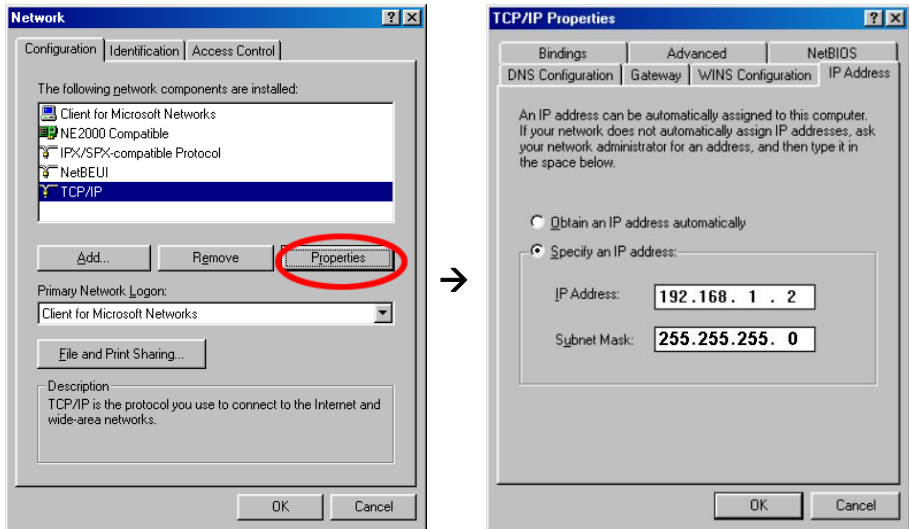 Network
Configuration Identification Access Control
The following network components are installed:
Client for Microsoft Networks
NE2000 Compatible
IPX/SPX-compatible Protocol
NetBEUI
TCP/IP
Add... Remove Properties
Primary Network Logon:
Client for Microsoft Networks
File and Print Sharing...
Description
TCP/IP is the protocol you use to connect to the Internet and
wide-area networks.
OK Cancel
→
TCP/IP Properties
Bindings Advanced NetBIOS
DNS Configuration Gateway WINS Configuration IP Address
An IP address can be automatically assigned to this computer.
If your network does not automatically assign IP addresses, ask
your network administrator for an address, and then type it in
the space below.
Obtain an IP address automatically
Specify an IP address:
IP Address: 192.168. 1 . 2
Subnet Mask: 255.255.255. 0
OK Cancel